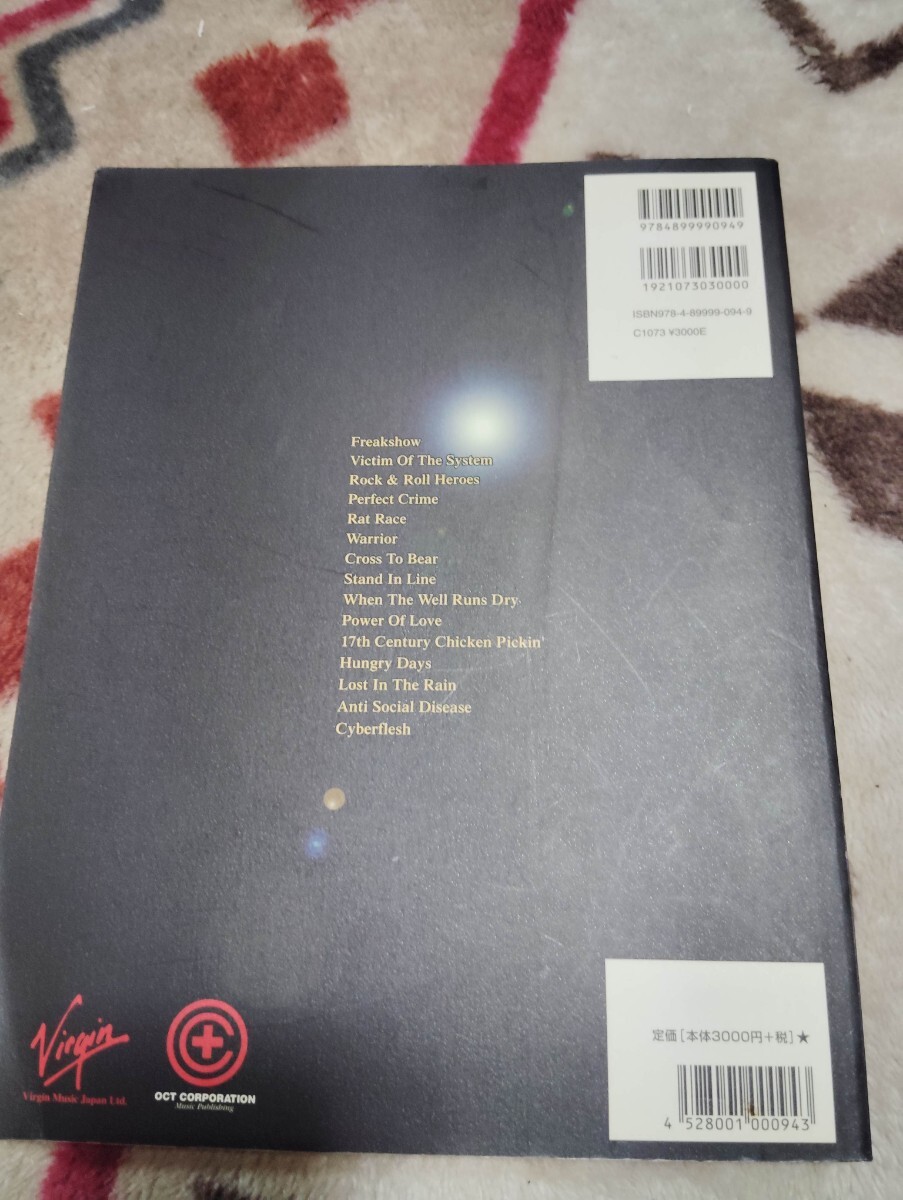 9784899990949
1921073030000
ISBN978-4-89999-094-9
C1073 ¥3000E
Freakshow
Victim Of The System
Rock & Roll Heroes
Perfect Crime
Rat Race
Warrior
Cross To Bear
Stand In Line
When The Well Runs Dry
Power Of Love
17th Century Chicken Pickin'
Hungry Days
Lost In The Rain
Anti Social Disease
Cyberflesh
Virgin
Virgin Music Japan Ltd.
OCT CORPORATION
Music Publishing
定価[本体3000円+税]★
4 528001 000943